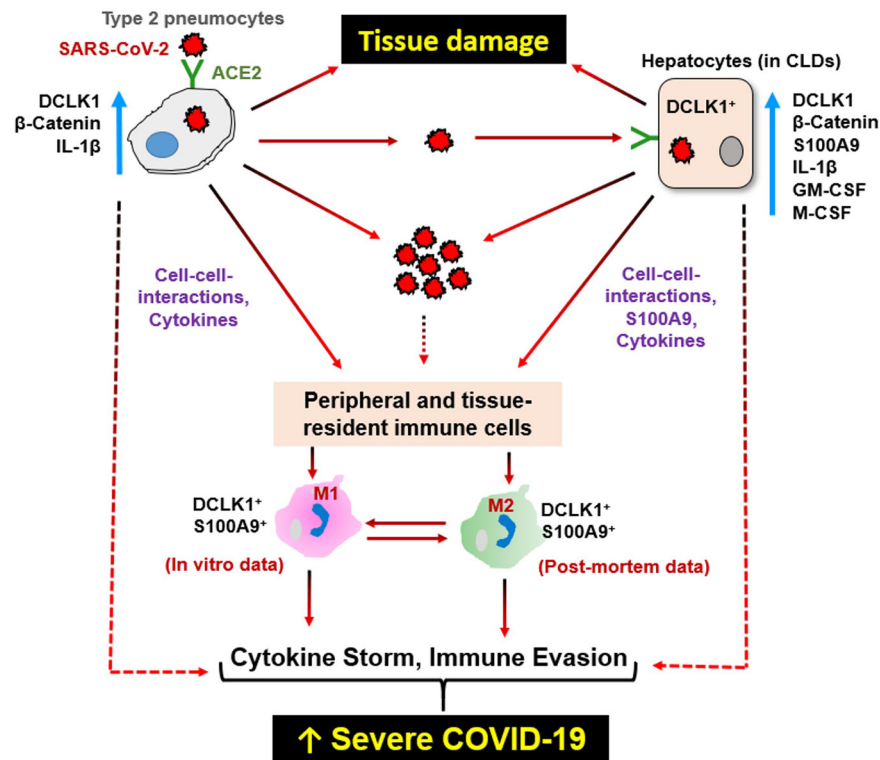 Type 2 pneumocytes
SARS-CoV-2
ACE2
DCLK1
β-Catenin
IL-1β
Tissue damage
Hepatocytes (in CLDs)
DCLK1⁺
DCLK1
β-Catenin
S100A9
IL-1β
GM-CSF
M-CSF
Cell-cell-
interactions,
Cytokines
Cell-cell-
interactions,
S100A9,
Cytokines
Peripheral and tissue-
resident immune cells
DCLK1⁺
S100A9⁺
M1
(In vitro data)
M2
DCLK1⁺
S100A9⁺
(Post-mortem data)
Cytokine Storm, Immune Evasion
↑ Severe COVID-19